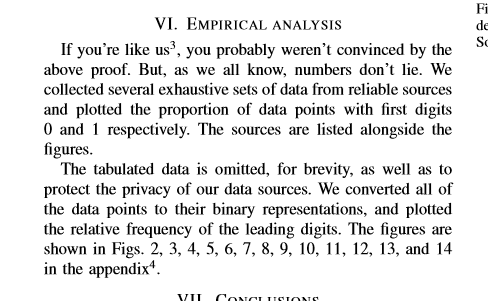 Fi
de
So
VI. EMPIRICAL ANALYSIS
If you're like us³, you probably weren't convinced by the
above proof. But, as we all know, numbers don't lie. We
collected several exhaustive sets of data from reliable sources
and plotted the proportion of data points with first digits
0 and 1 respectively. The sources are listed alongside the
figures.
The tabulated data is omitted, for brevity, as well as to
protect the privacy of our data sources. We converted all of
the data points to their binary representations, and plotted
the relative frequency of the leading digits. The figures are
shown in Figs. 2, 3, 4, 5, 6, 7, 8, 9, 10, 11, 12, 13, and 14
in the appendix⁴.
VII. CONCLUSIONS